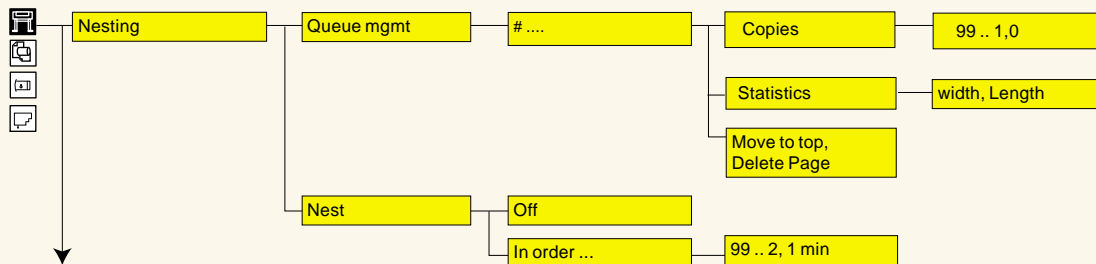 Nesting
Queue mgmt
# ....
Copies
99 .. 1,0
Statistics
width, Length
Move to top,
Delete Page
Nest
Off
In order ...
99 .. 2, 1 min